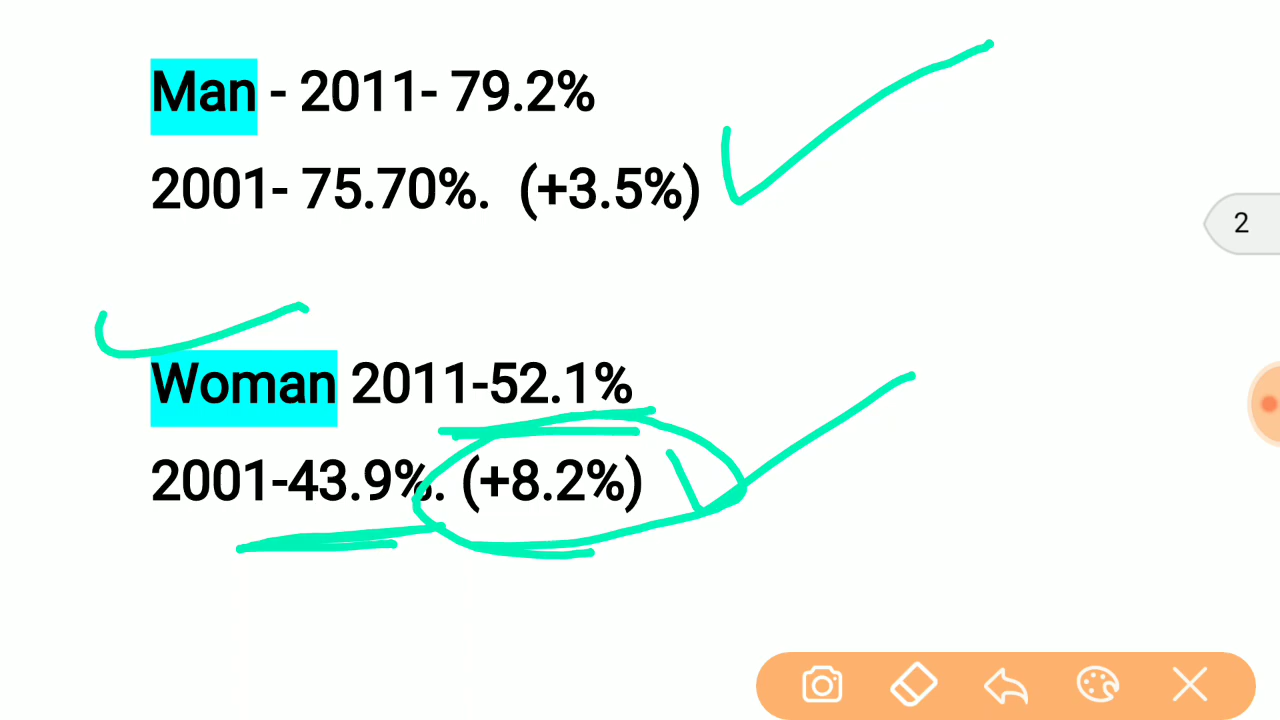 Man - 2011- 79.2%
2001- 75.70%. (+3.5%)
2
Woman 2011-52.1%
2001-43.9%. (+8.2%)